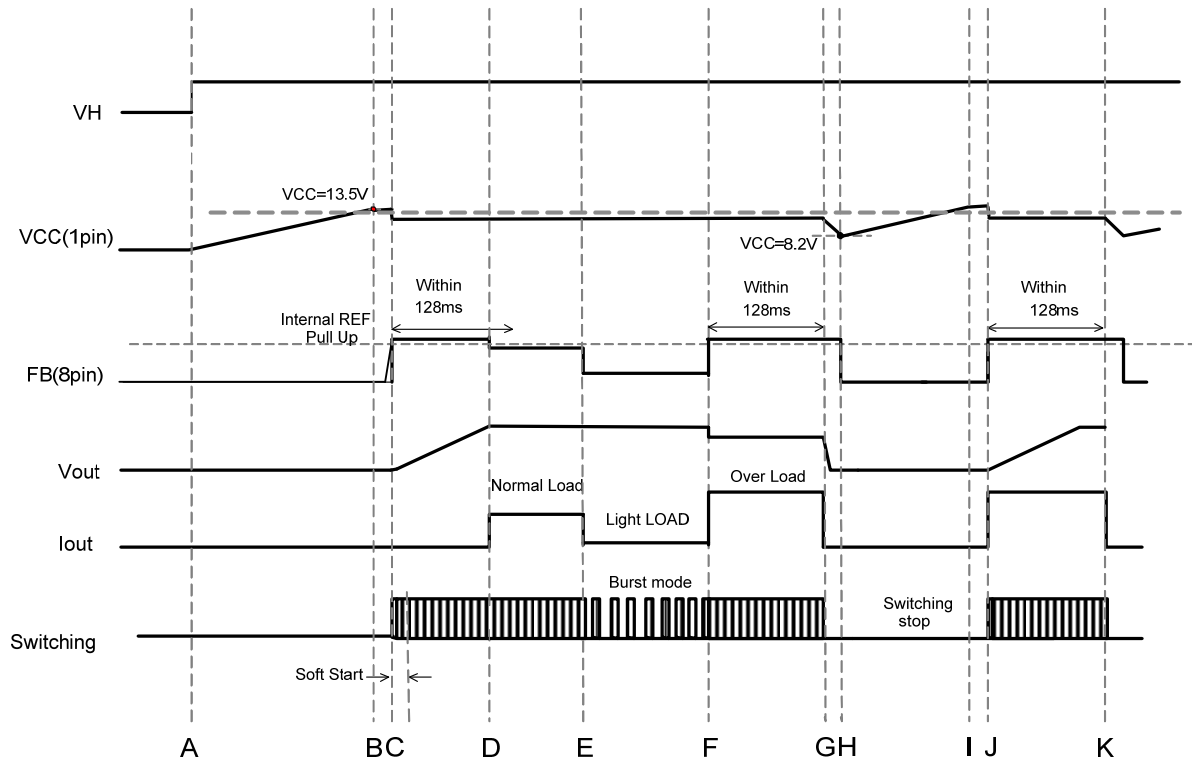 VH
VCC=13.5V
VCC(1pin)
VCC=8.2V
Within
128ms
Within
128ms
Within
128ms
Internal REF
Pull Up
FB(8pin)
Vout
Normal Load
Over Load
Light LOAD
Iout
Burst mode
Switching
stop
Switching
Soft Start
A
B
C
D
E
F
G
H
I
J
K